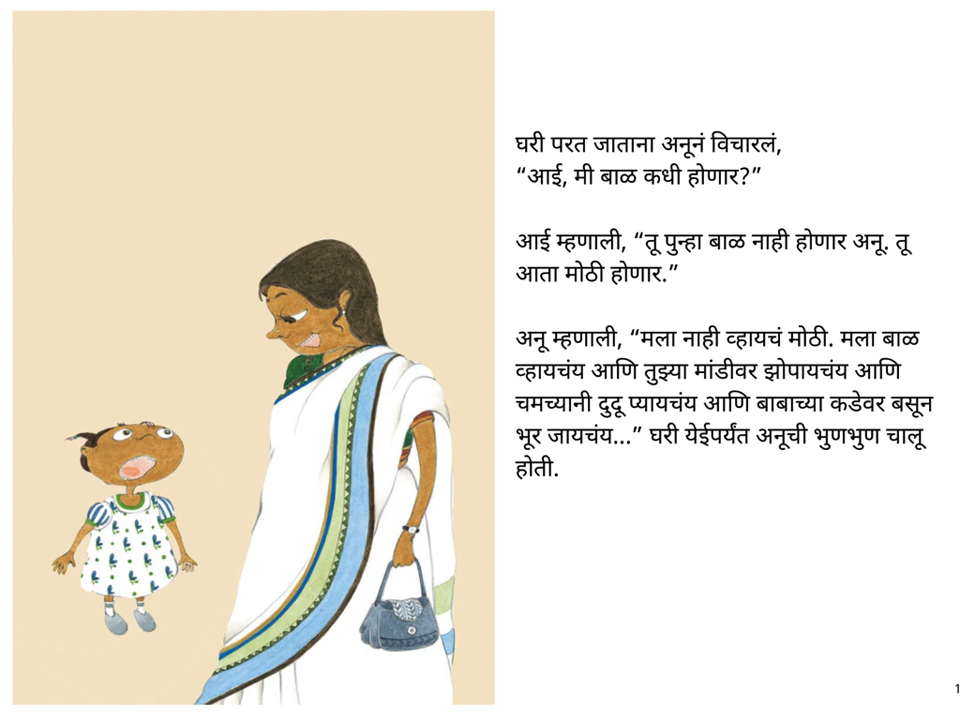 घरी परत जाताना अनूनं विचारलं,
“आई, मी बाळ कधी होणार?”
आई म्हणाली, “तू पुन्हा बाळ नाही होणार अनू. तू
आता मोठी होणार.”
अनू म्हणाली, “मला नाही व्हायचं मोठी. मला बाळ
व्हायचंय आणि तुझ्या मांडीवर झोपायचंय आणि
चमच्यानी दुदू प्यायचंय आणि बाबाच्या कडेवर बसून
भूर जायचंय...” घरी येईपर्यंत अनूची भुणभुण चालू
होती.
1